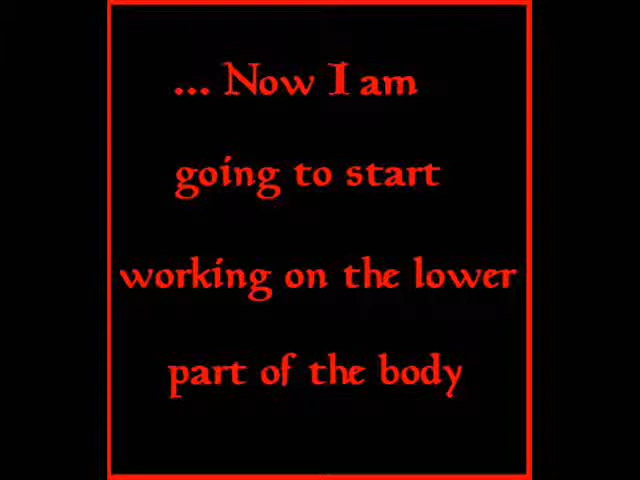 ... Now I am
going to start
working on the lower
part of the body